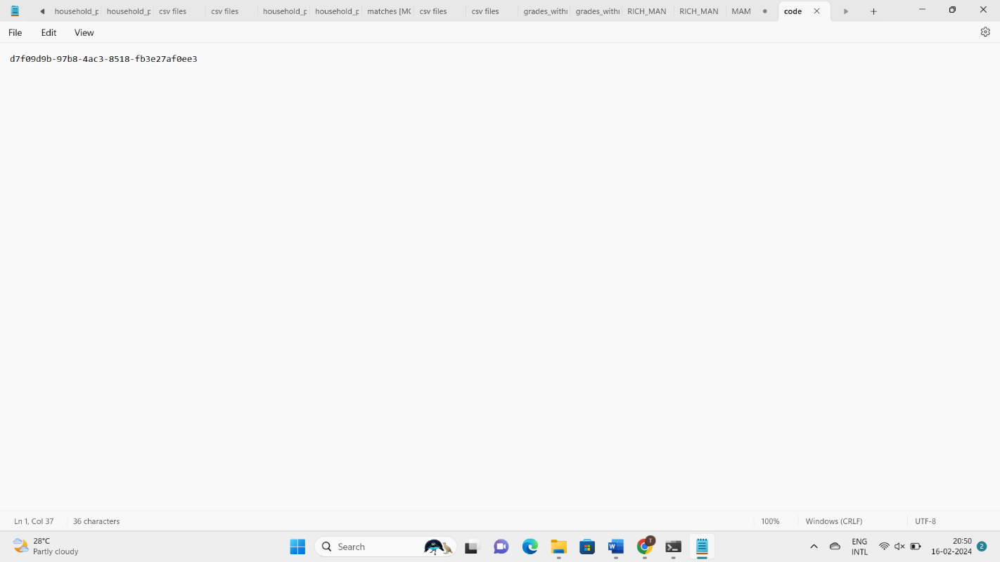 household_p household_p csv files csv files household_p household_p matches [MC csv files csv files grades_withi grades_withi RICH_MAN RICH_MAN MAM code
File Edit View
d7f09d9b-97b8-4ac3-8518-fb3e27af0ee3
Ln 1, Col 37 36 characters 100% Windows (CRLF) UTF-8
28°C
Partly cloudy
Search
T
ENG
INTL
20:50
16-02-2024
2